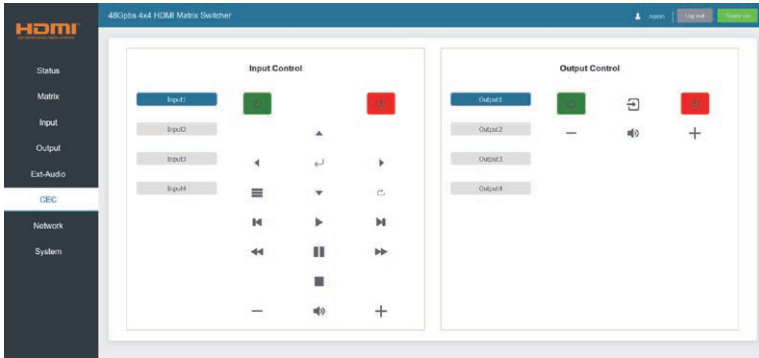 48Gpbs 4x4 HDMI Matrix Switcher
Admin
Log out
HDMI
Status
Matrix
Input
Output
Ext-Audio
CEC
Network
System
Input Control
Input1
Input2
Input3
Input4
Output Control
Output1
Output2
Output3
Output4